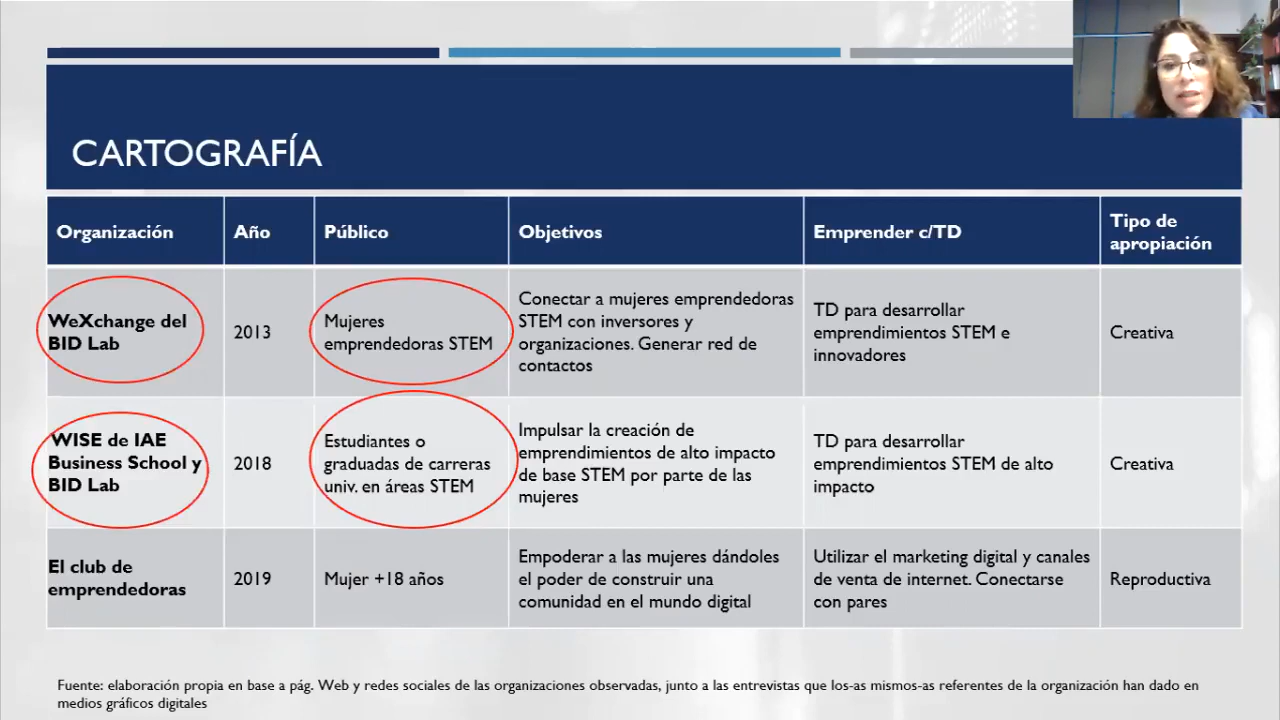 CARTOGRAFÍA
Organización
Año
Público
Objetivos
Emprender c/TD
Tipo de
apropiación
WeXchange del
BID Lab
2013
Mujeres
emprendedoras STEM
Conectar a mujeres emprendedoras
STEM con inversores y
organizaciones. Generar red de
contactos
TD para desarrollar
emprendimientos STEM e
innovadores
Creativa
WISE de IAE
Business School y
BID Lab
2018
Estudiantes o
graduadas de carreras
univ. en áreas STEM
Impulsar la creación de
emprendimientos de alto impacto
de base STEM por parte de las
mujeres
TD para desarrollar
emprendimientos STEM de alto
impacto
Creativa
El club de
emprendedoras
2019
Mujer +18 años
Empoderar a las mujeres dándoles
el poder de construir una
comunidad en el mundo digital
Utilizar el marketing digital y canales
de venta de internet. Conectarse
con pares
Reproductiva
Fuente: elaboración propia en base a pág. Web y redes sociales de las organizaciones observadas, junto a las entrevistas que los-as mismos-as referentes de la organización han dado en
medios gráficos digitales